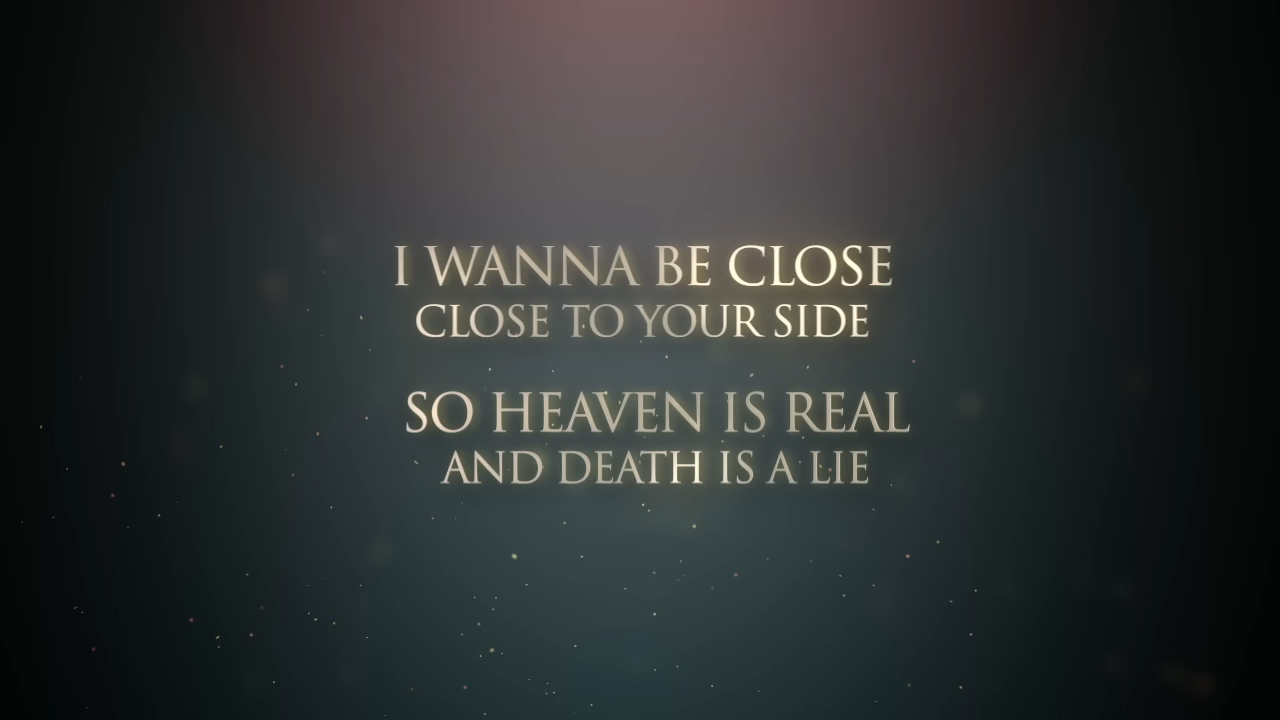 I WANNA BE CLOSE
CLOSE TO YOUR SIDE
SO HEAVEN IS REAL
AND DEATH IS A LIE